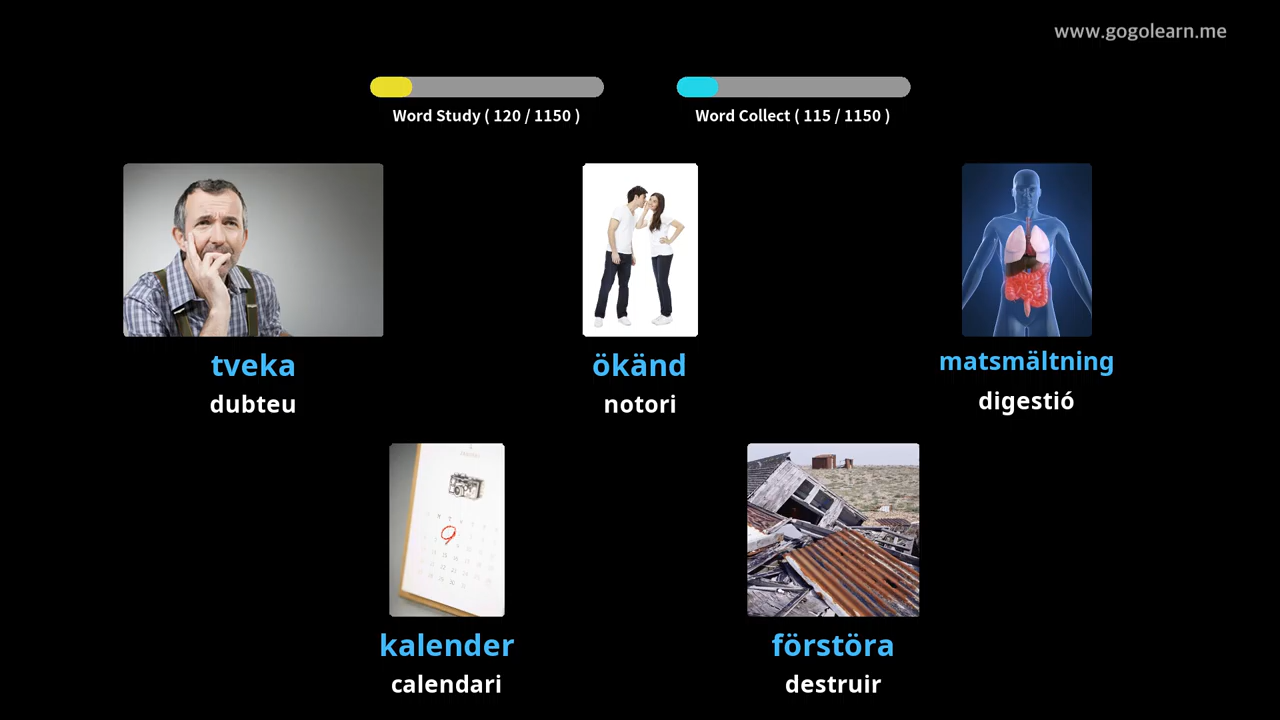 www.gogolearn.me
Word Study ( 120 / 1150 )
Word Collect ( 115 / 1150 )
tveka
dubteu
ökänd
notori
matsmältning
digestió
kalender
calendari
förstöra
destruir